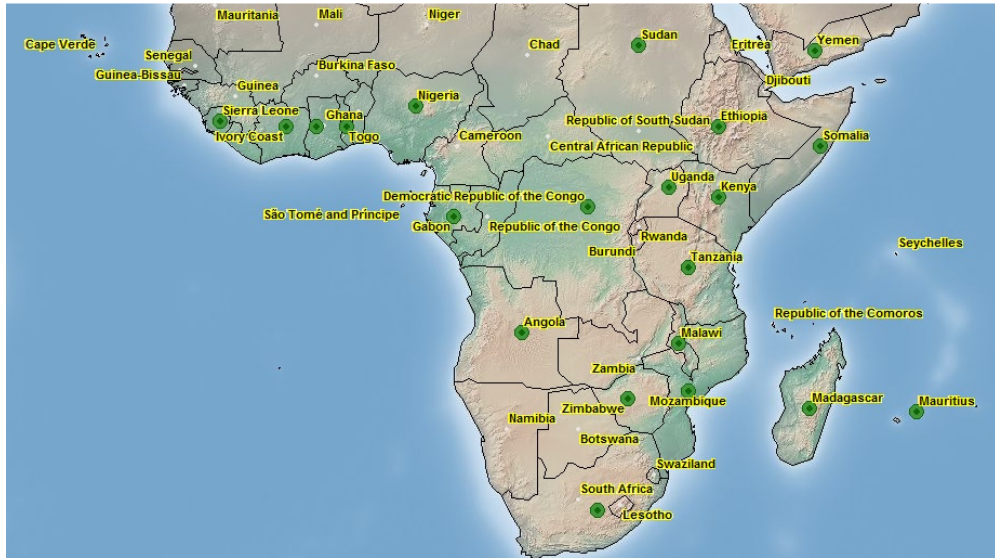 Mauritania
Mali
Niger
Cape Verde
Chad
Sudan
Eritrea
Yemen
Senegal
Guinea-Bissau
Burkina Faso
Djibouti
Guinea
Nigeria
Sierra Leone
Ghana
Republic of South Sudan
Ethiopia
Ivory Coast
Togo
Cameroon
Somalia
Central African Republic
Uganda
Kenya
Democratic Republic of the Congo
São Tomé and Príncipe
Gabon
Republic of the Congo
Rwanda
Seychelles
Burundi
Tanzania
Republic of the Comoros
Angola
Malawi
Zambia
Madagascar
Mauritius
Mozambique
Zimbabwe
Namibia
Botswana
Swaziland
South Africa
Lesotho